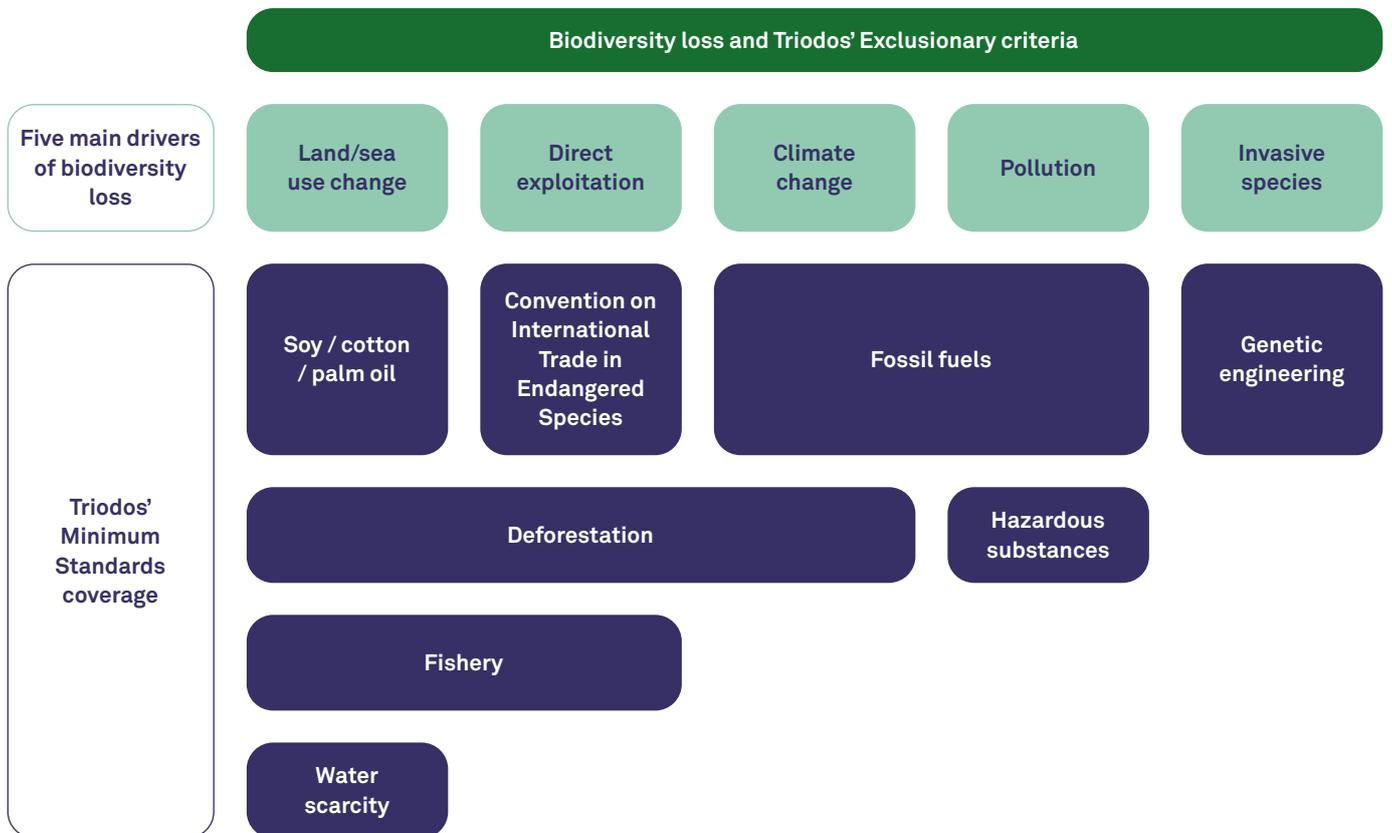 Biodiversity loss and Triodos’ Exclusionary criteria
Five main drivers
of biodiversity
loss
Land/sea
use change
Direct
exploitation
Climate
change
Pollution
Invasive
species
Triodos’
Minimum
Standards
coverage
Soy / cotton
/ palm oil
Convention on
International
Trade in
Endangered
Species
Fossil fuels
Genetic
engineering
Deforestation
Hazardous
substances
Fishery
Water
scarcity